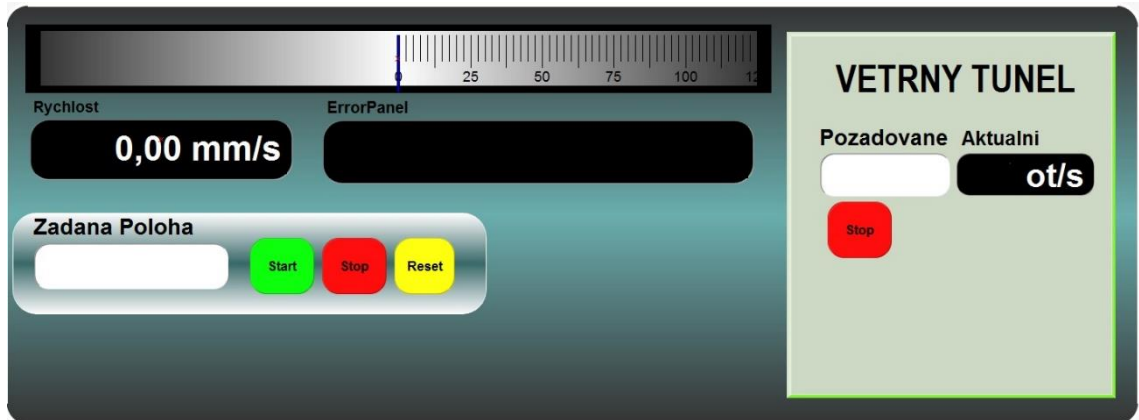 0 25 50 75 100 12
Rychlost
ErrorPanel
0,00 mm/s
Zadana Poloha
Start
Stop
Reset
VETRNY TUNEL
Pozadovane Aktualni
ot/s
Stop